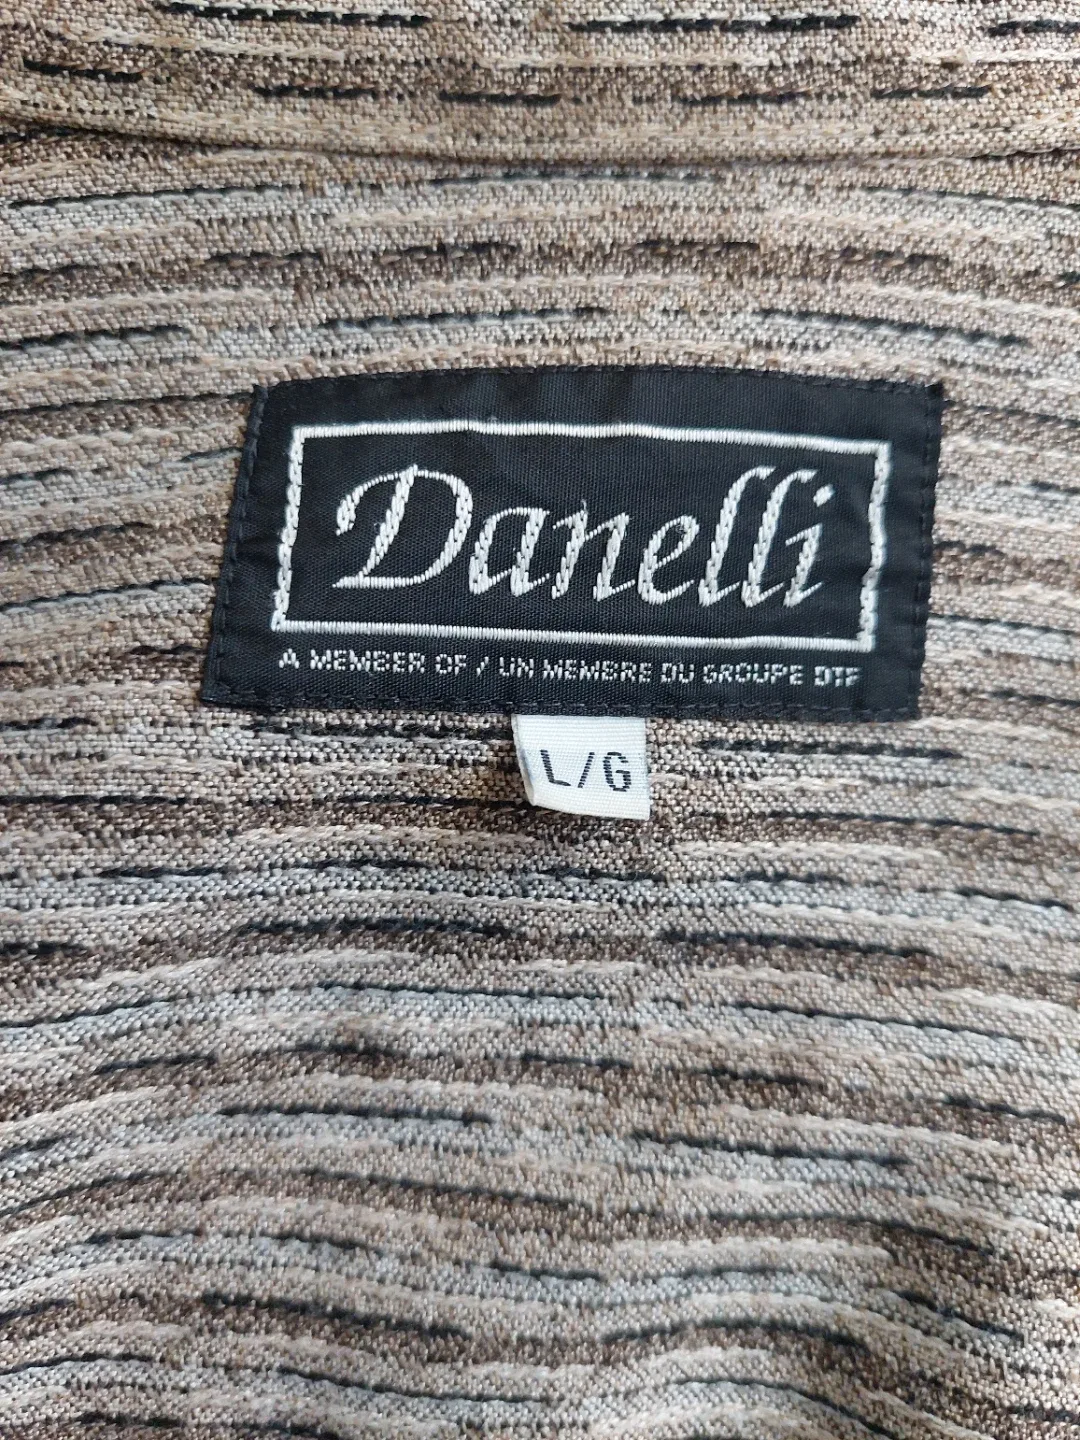 Danelli
A MEMBER OF / UN MEMBRE DU GROUPE DTF
L/G